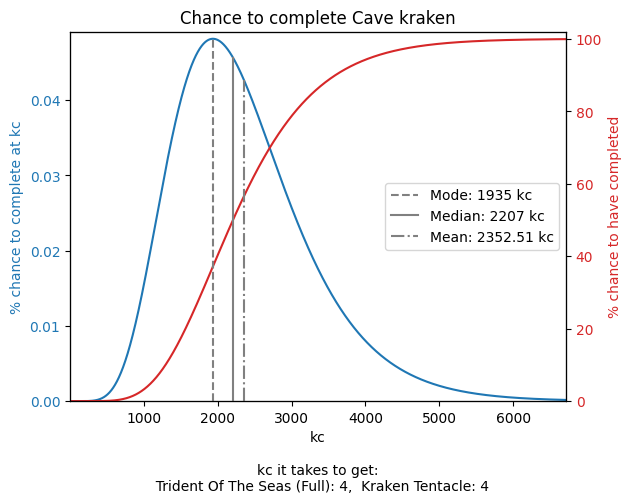 Chance to complete Cave kraken
% chance to complete at kc
0.04
0.03
0.02
0.01
0.00
100
80
60
40
20
0
% chance to have completed
Mode: 1935 kc
Median: 2207 kc
Mean: 2352.51 kc
1000 2000 3000 4000 5000 6000
kc
kc it takes to get:
Trident Of The Seas (Full): 4,  Kraken Tentacle: 4